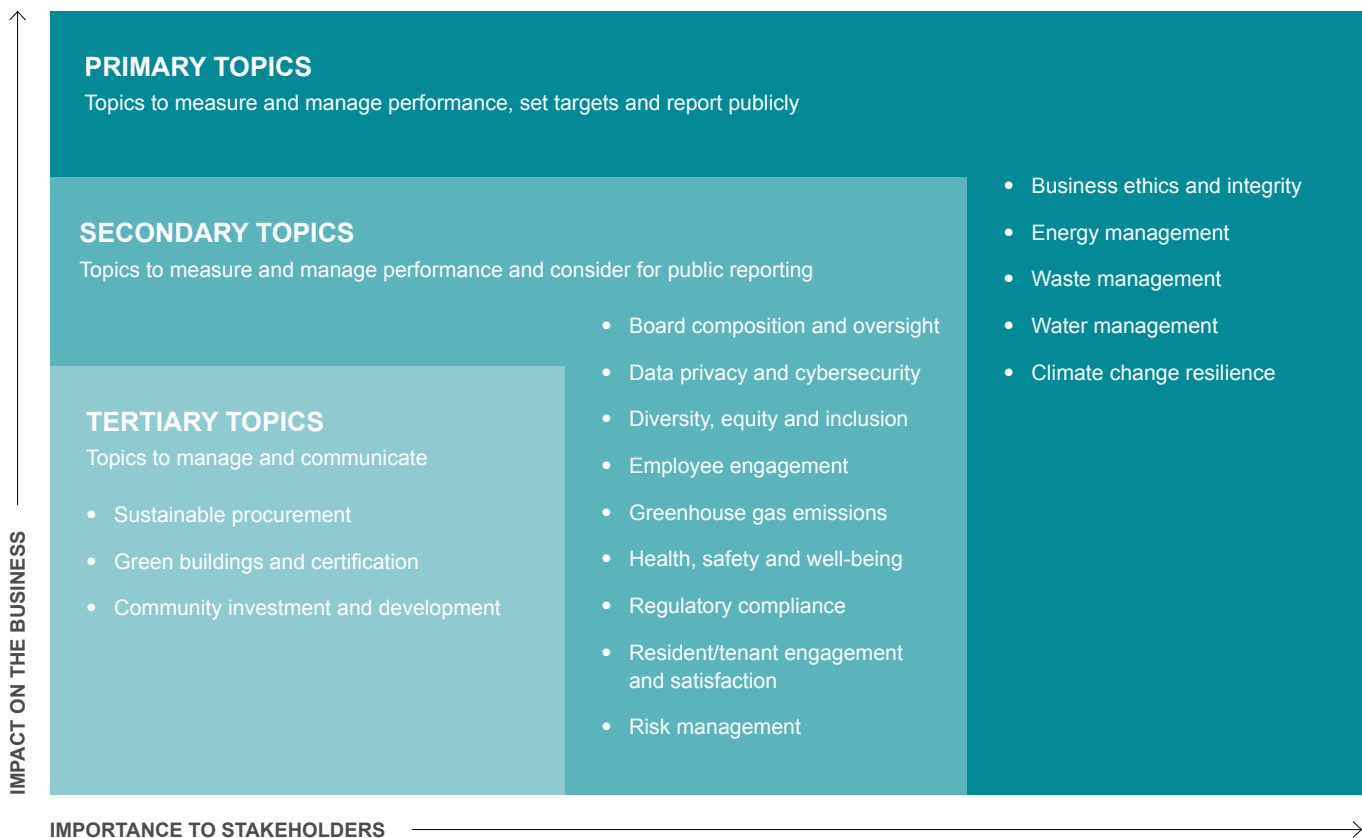 PRIMARY TOPICS
Topics to measure and manage performance, set targets and report publicly
• Business ethics and integrity
• Energy management
• Waste management
• Water management
• Climate change resilience
SECONDARY TOPICS
Topics to measure and manage performance and consider for public reporting
• Board composition and oversight
• Data privacy and cybersecurity
• Diversity, equity and inclusion
• Employee engagement
• Greenhouse gas emissions
• Health, safety and well-being
• Regulatory compliance
• Resident/tenant engagement
and satisfaction
• Risk management
TERTIARY TOPICS
Topics to manage and communicate
• Sustainable procurement
• Green buildings and certification
• Community investment and development
IMPACT ON THE BUSINESS
IMPORTANCE TO STAKEHOLDERS